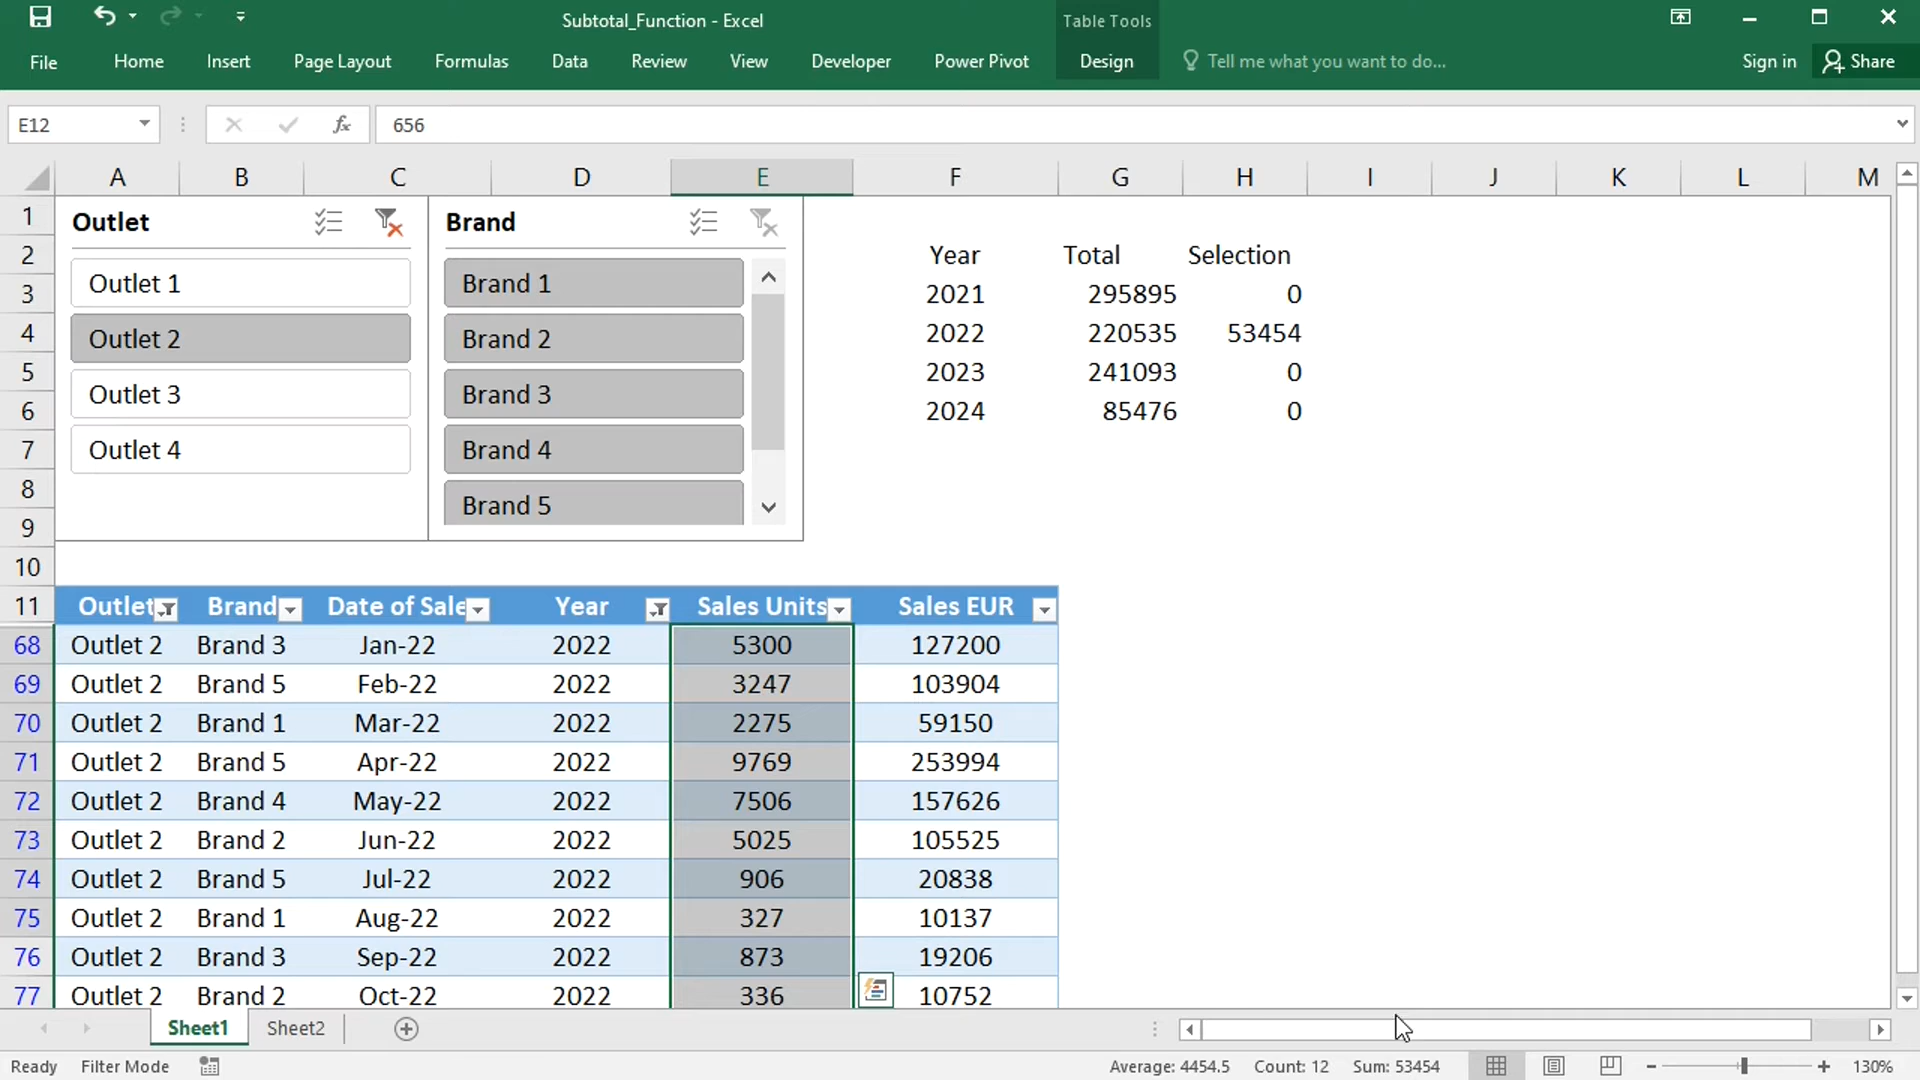 Subtotal_Function - Excel
Table Tools
File Home Insert Page Layout Formulas Data Review View Developer Power Pivot Design Tell me what you want to do... Sign in Share
E12 fx 656
A B C D E F G H I J K L M
1 Outlet Brand
2 Year Total Selection
Outlet 1 Brand 1
3 2021 295895 0
4 Outlet 2 Brand 2 2022 220535 53454
5 2023 241093 0
Outlet 3 Brand 3
6 2024 85476 0
7 Outlet 4 Brand 4
8
Brand 5
9
10
11 Outlet Brand Date of Sale Year Sales Units Sales EUR
68 Outlet 2 Brand 3 Jan-22 2022 5300 127200
69 Outlet 2 Brand 5 Feb-22 2022 3247 103904
70 Outlet 2 Brand 1 Mar-22 2022 2275 59150
71 Outlet 2 Brand 5 Apr-22 2022 9769 253994
72 Outlet 2 Brand 4 May-22 2022 7506 157626
73 Outlet 2 Brand 2 Jun-22 2022 5025 105525
74 Outlet 2 Brand 5 Jul-22 2022 906 20838
75 Outlet 2 Brand 1 Aug-22 2022 327 10137
76 Outlet 2 Brand 3 Sep-22 2022 873 19206
77 Outlet 2 Brand 2 Oct-22 2022 336 10752
Sheet1 Sheet2
Ready Filter Mode Average: 4454.5 Count: 12 Sum: 53454 130%